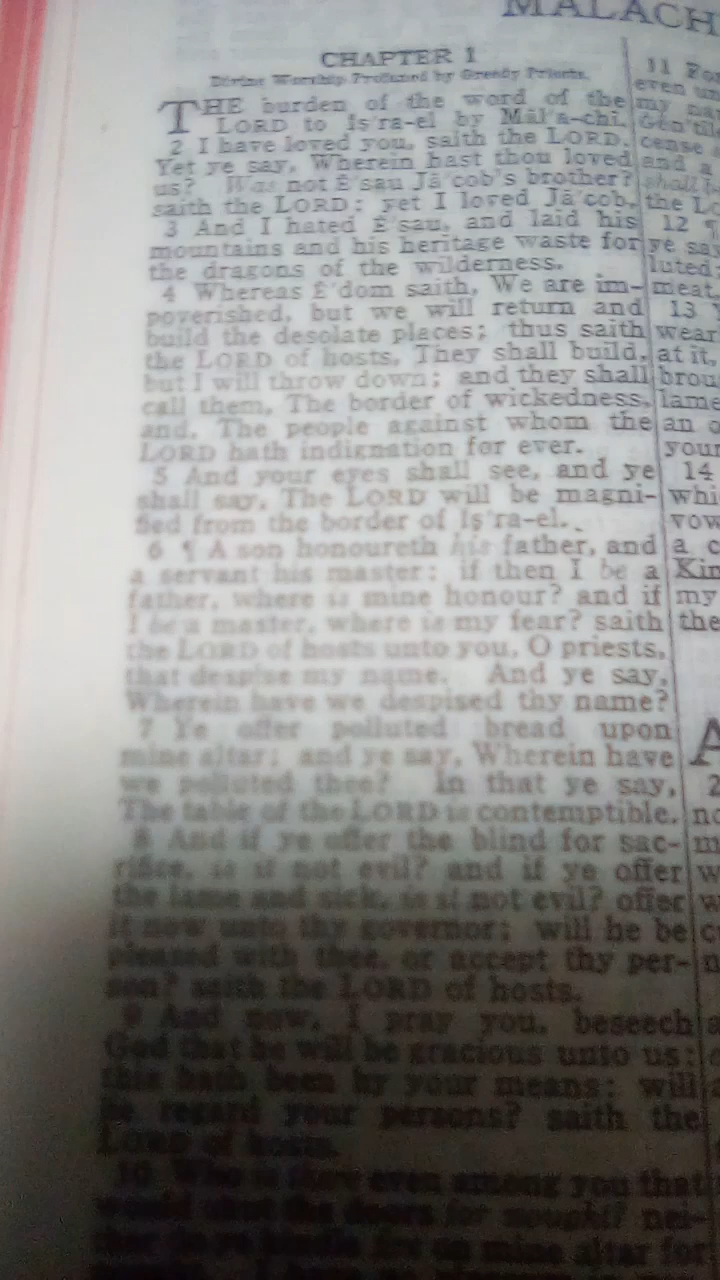 MALACH
CHAPTER 1
Divine Worship Profaned by Greedy Priests.
THE burden of the word of the
LORD to Iş′ra-el by Măl′a-chī.
2 I have loved you, saith the LORD.
Yet ye say, Wherein hast thou loved
us? Was not Ē′sau Jā′cob's brother?
saith the LORD: yet I loved Jā′cob,
3 And I hated Ē′sau, and laid his
mountains and his heritage waste for
the dragons of the wilderness.
4 Whereas Ē′dom saith, We are im-
poverished, but we will return and
build the desolate places; thus saith
the LORD of hosts, They shall build,
but I will throw down; and they shall
call them, The border of wickedness,
and, The people against whom the
LORD hath indignation for ever.
5 And your eyes shall see, and ye
shall say, The LORD will be magni-
fied from the border of Iş′ra-el.
6 ¶ A son honoureth his father, and
a servant his master: if then I be a
father, where is mine honour? and if
I be a master, where is my fear? saith
the LORD of hosts unto you, O priests,
that despise my name. And ye say,
Wherein have we despised thy name?
7 Ye offer polluted bread upon
mine altar; and ye say, Wherein have
we polluted thee? In that ye say,
The table of the LORD is contemptible.
8 And if ye offer the blind for sac-
rifice, is it not evil? and if ye offer
the lame and sick, is it not evil? offer
it now unto thy governor; will he be
pleased with thee, or accept thy per-
son? saith the LORD of hosts.
9 And now, I pray you, beseech
God that he will be gracious unto us:
this hath been by your means: will
he regard your persons? saith the
LORD of hosts.
10 Who is there even among you that
would shut the doors for nought? nei-
ther do ye kindle fire on mine altar for
11 Fo
even un
my na
Gĕn′til
cense
and a
shall b
the L
12 ¶
ye say
luted;
meat,
13
wear
at it,
brou
lame
an o
your
14
whi
vow
a c
Kin
my
the
A
2
no
m
w
w